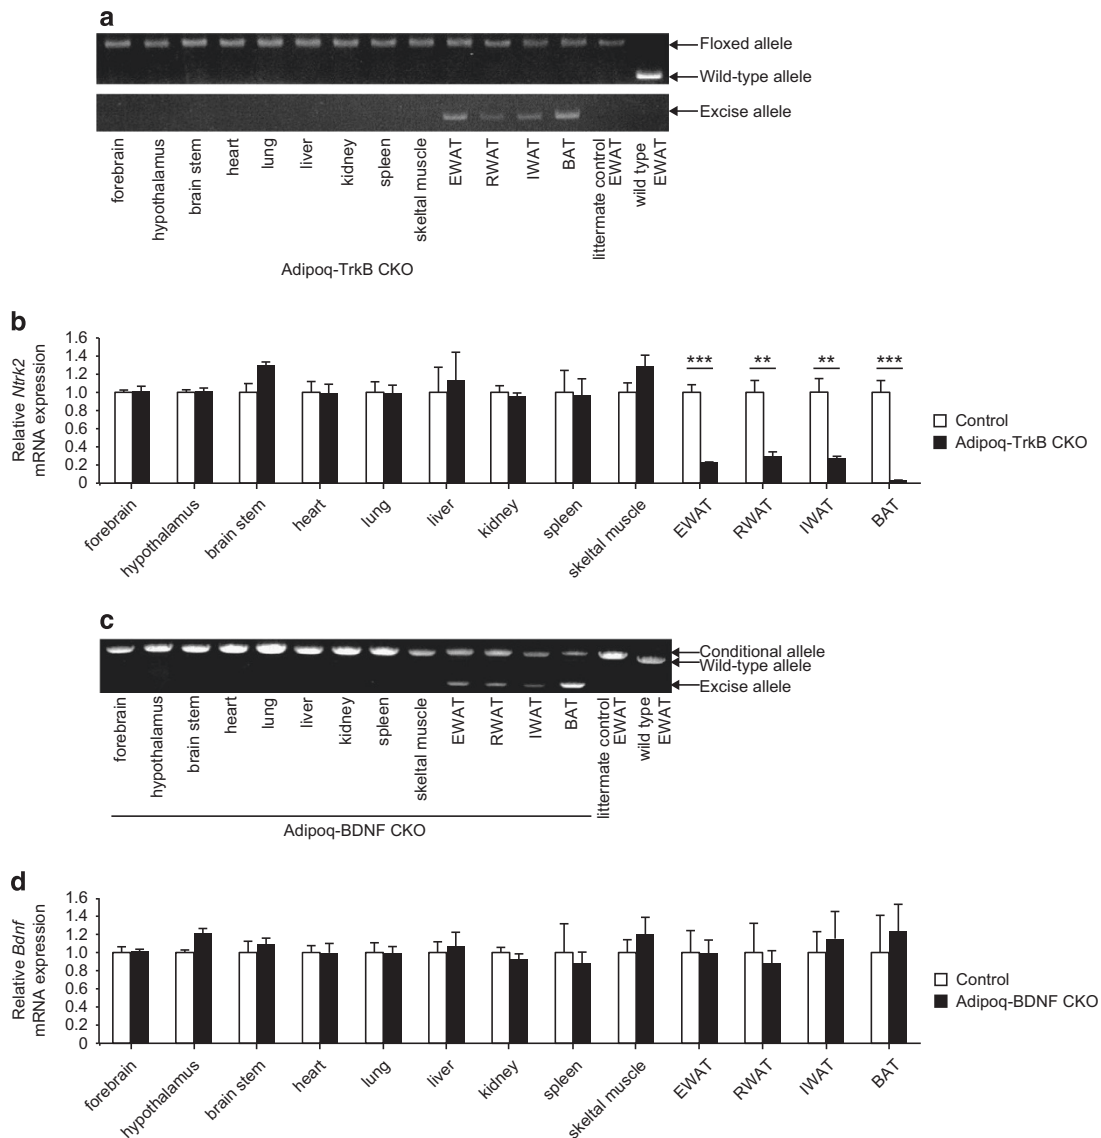 a
Floxed allele
Wild-type allele
Excise allele
forebrain
hypothalamus
brain stem
heart
lung
liver
kidney
spleen
skeltal muscle
EWAT
RWAT
IWAT
BAT
littermate control
EWAT
wild type
EWAT
Adipoq-TrkB CKO
b
Relative Ntrk2
mRNA expression
1.6
1.4
1.2
1.0
0.8
0.6
0.4
0.2
0
***
**
**
***
Control
Adipoq-TrkB CKO
forebrain
hypothalamus
brain stem
heart
lung
liver
kidney
spleen
skeltal muscle
EWAT
RWAT
IWAT
BAT
c
Conditional allele
Wild-type allele
Excise allele
forebrain
hypothalamus
brain stem
heart
lung
liver
kidney
spleen
skeltal muscle
EWAT
RWAT
IWAT
BAT
littermate control
EWAT
wild type
EWAT
Adipoq-BDNF CKO
d
Relative Bdnf
mRNA expression
1.6
1.4
1.2
1.0
0.8
0.6
0.4
0.2
0
Control
Adipoq-BDNF CKO
forebrain
hypothalamus
brain stem
heart
lung
liver
kidney
spleen
skeltal muscle
EWAT
RWAT
IWAT
BAT